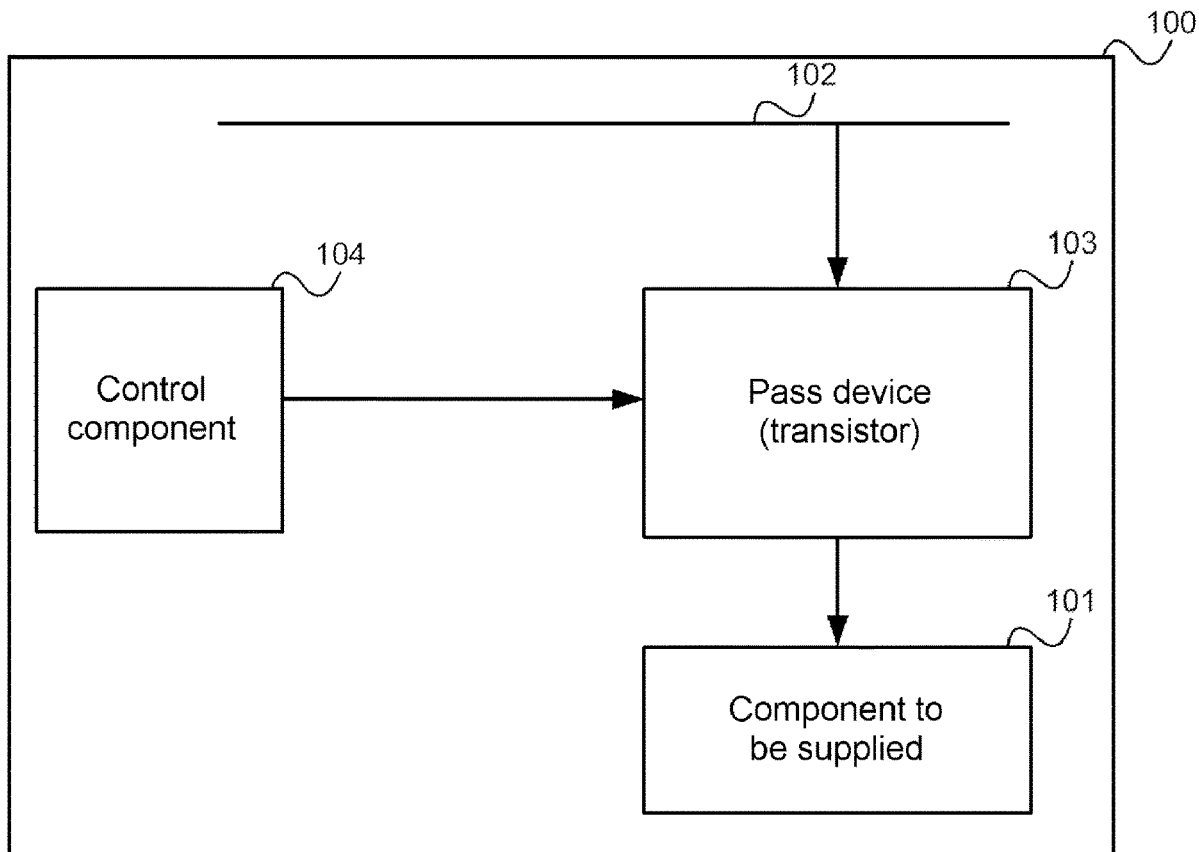 100
102
104
103
Control
component
Pass device
(transistor)
101
Component to
be supplied